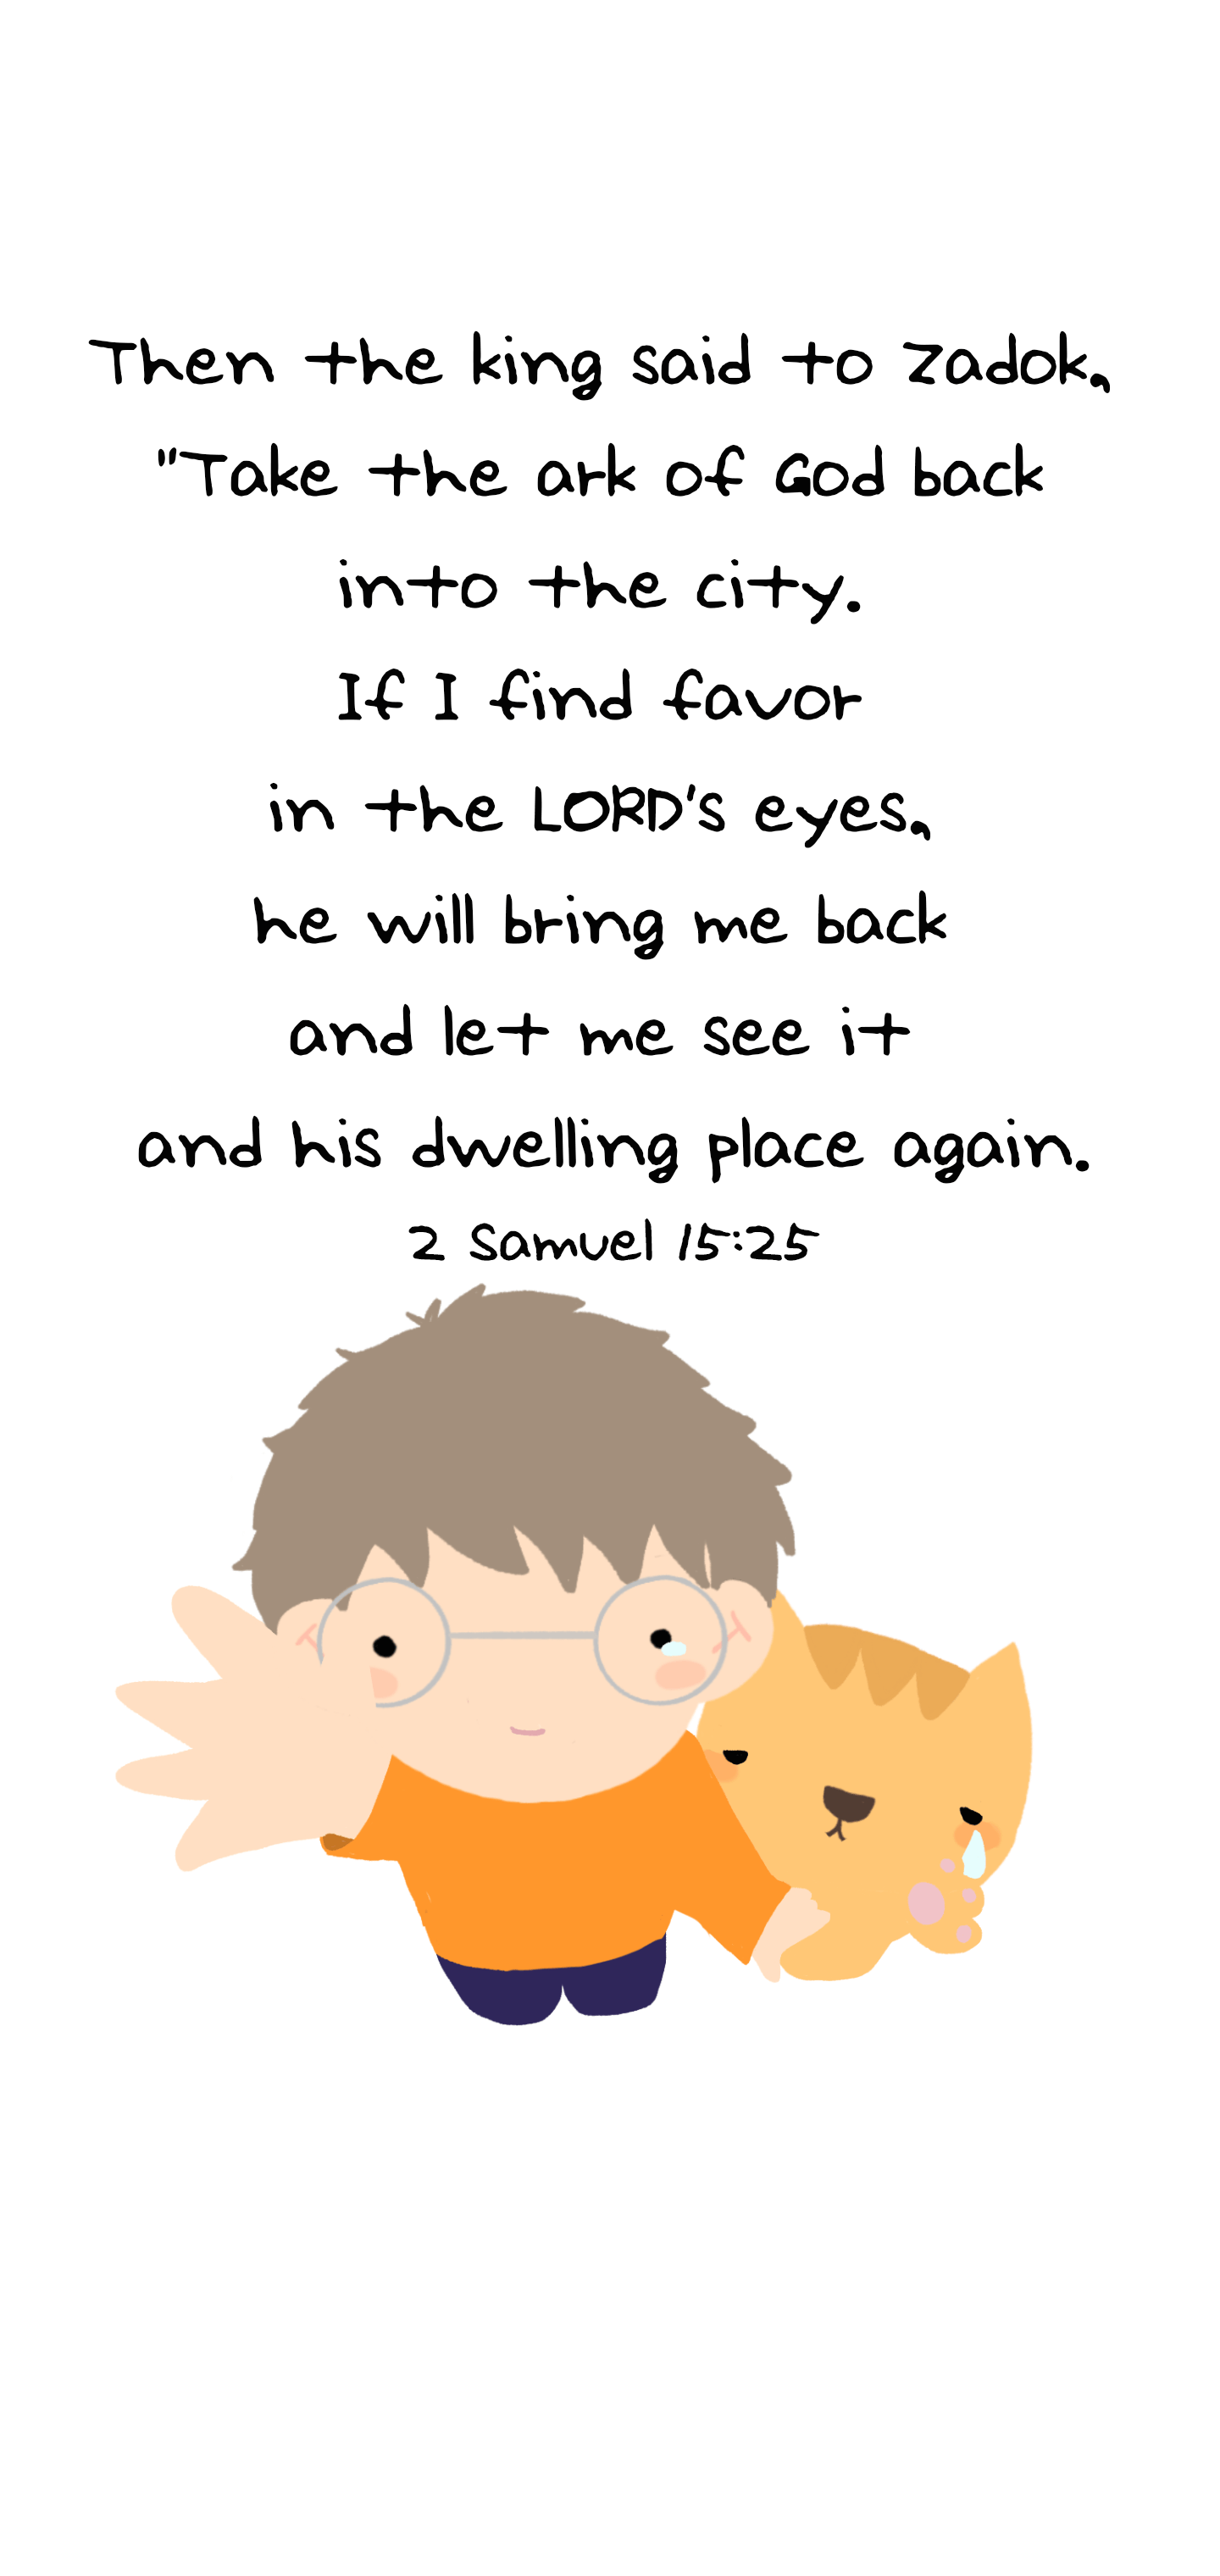 Then the king said to Zadok,
"Take the ark of God back
into the city.
If I find favor
in the LORD's eyes,
he will bring me back
and let me see it
and his dwelling place again.
2 Samuel 15:25